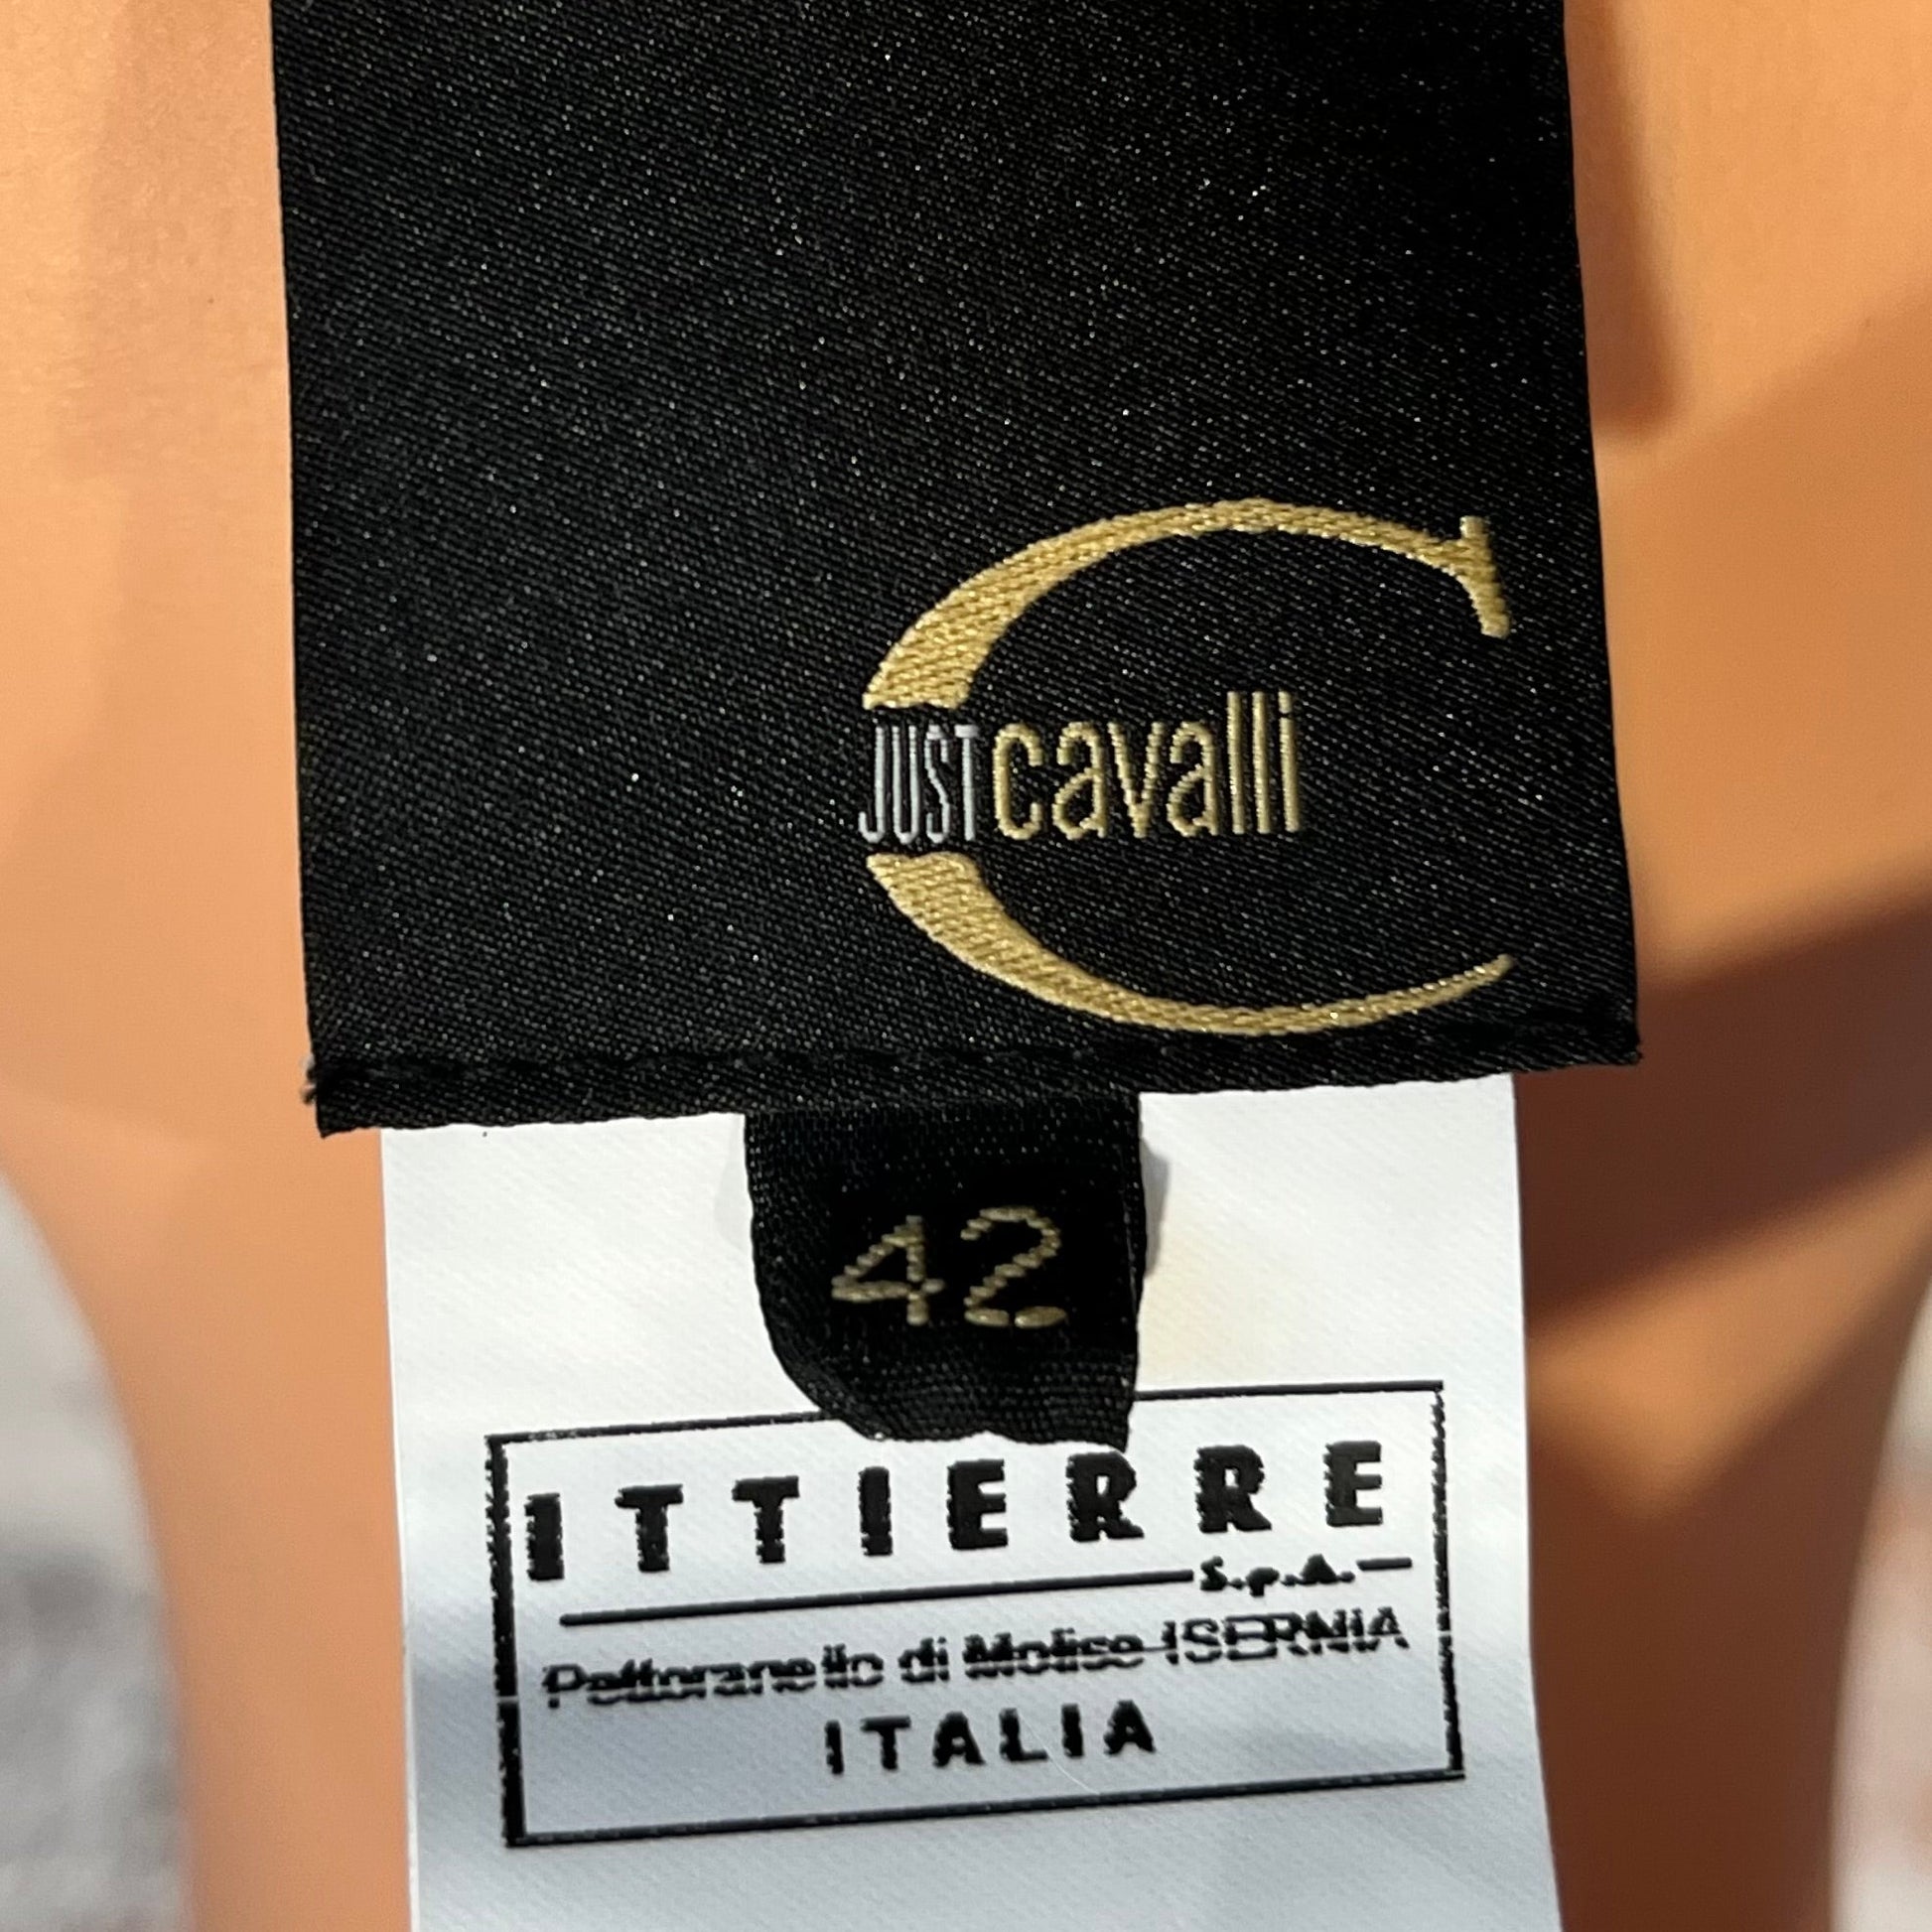 JUST cavalli
42
ITTIERRE
S.p.A.
Pettoranello di Molise ISERNIA
ITALIA